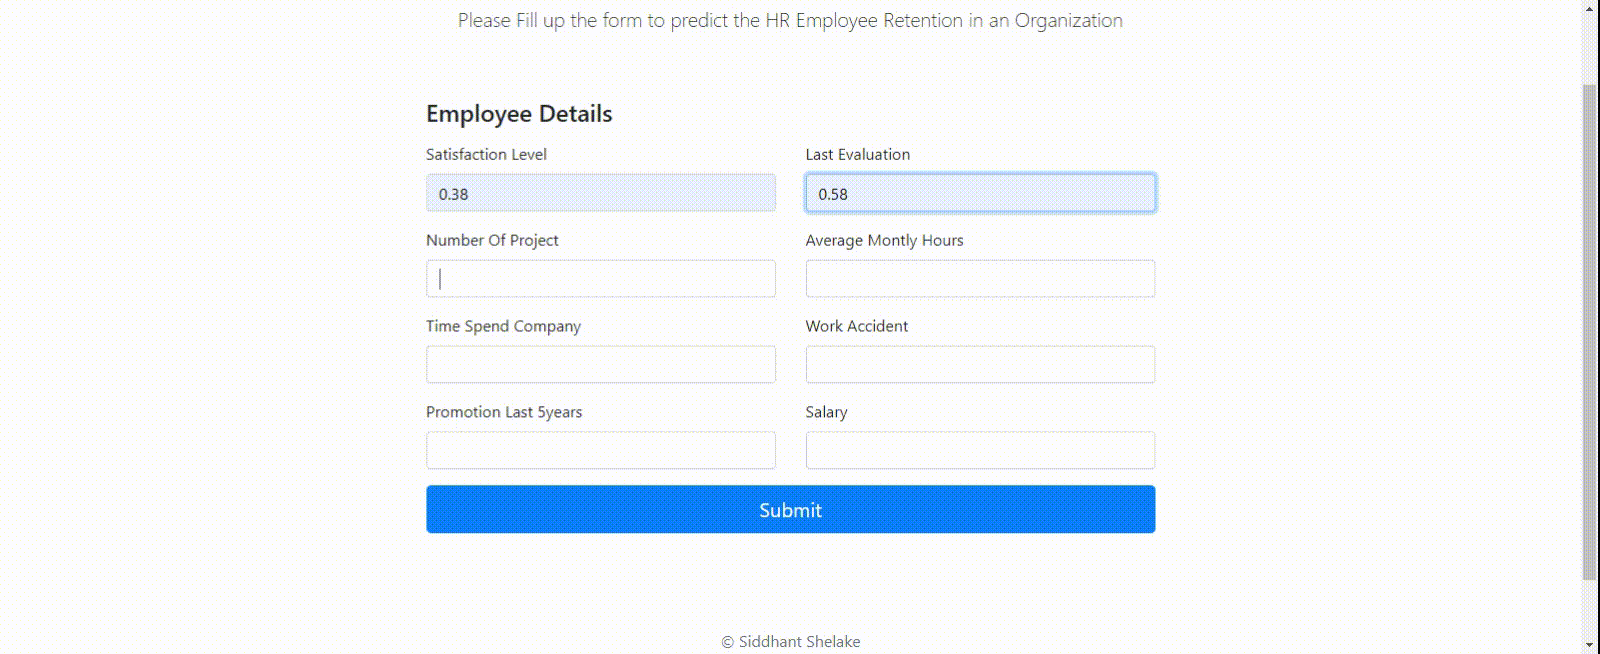 Please Fill up the form to predict the HR Employee Retention in an Organization
Employee Details
Satisfaction Level
Last Evaluation
0.38
0.58
Number Of Project
Average Montly Hours
Time Spend Company
Work Accident
Promotion Last 5years
Salary
Submit
© Siddhant Shelake